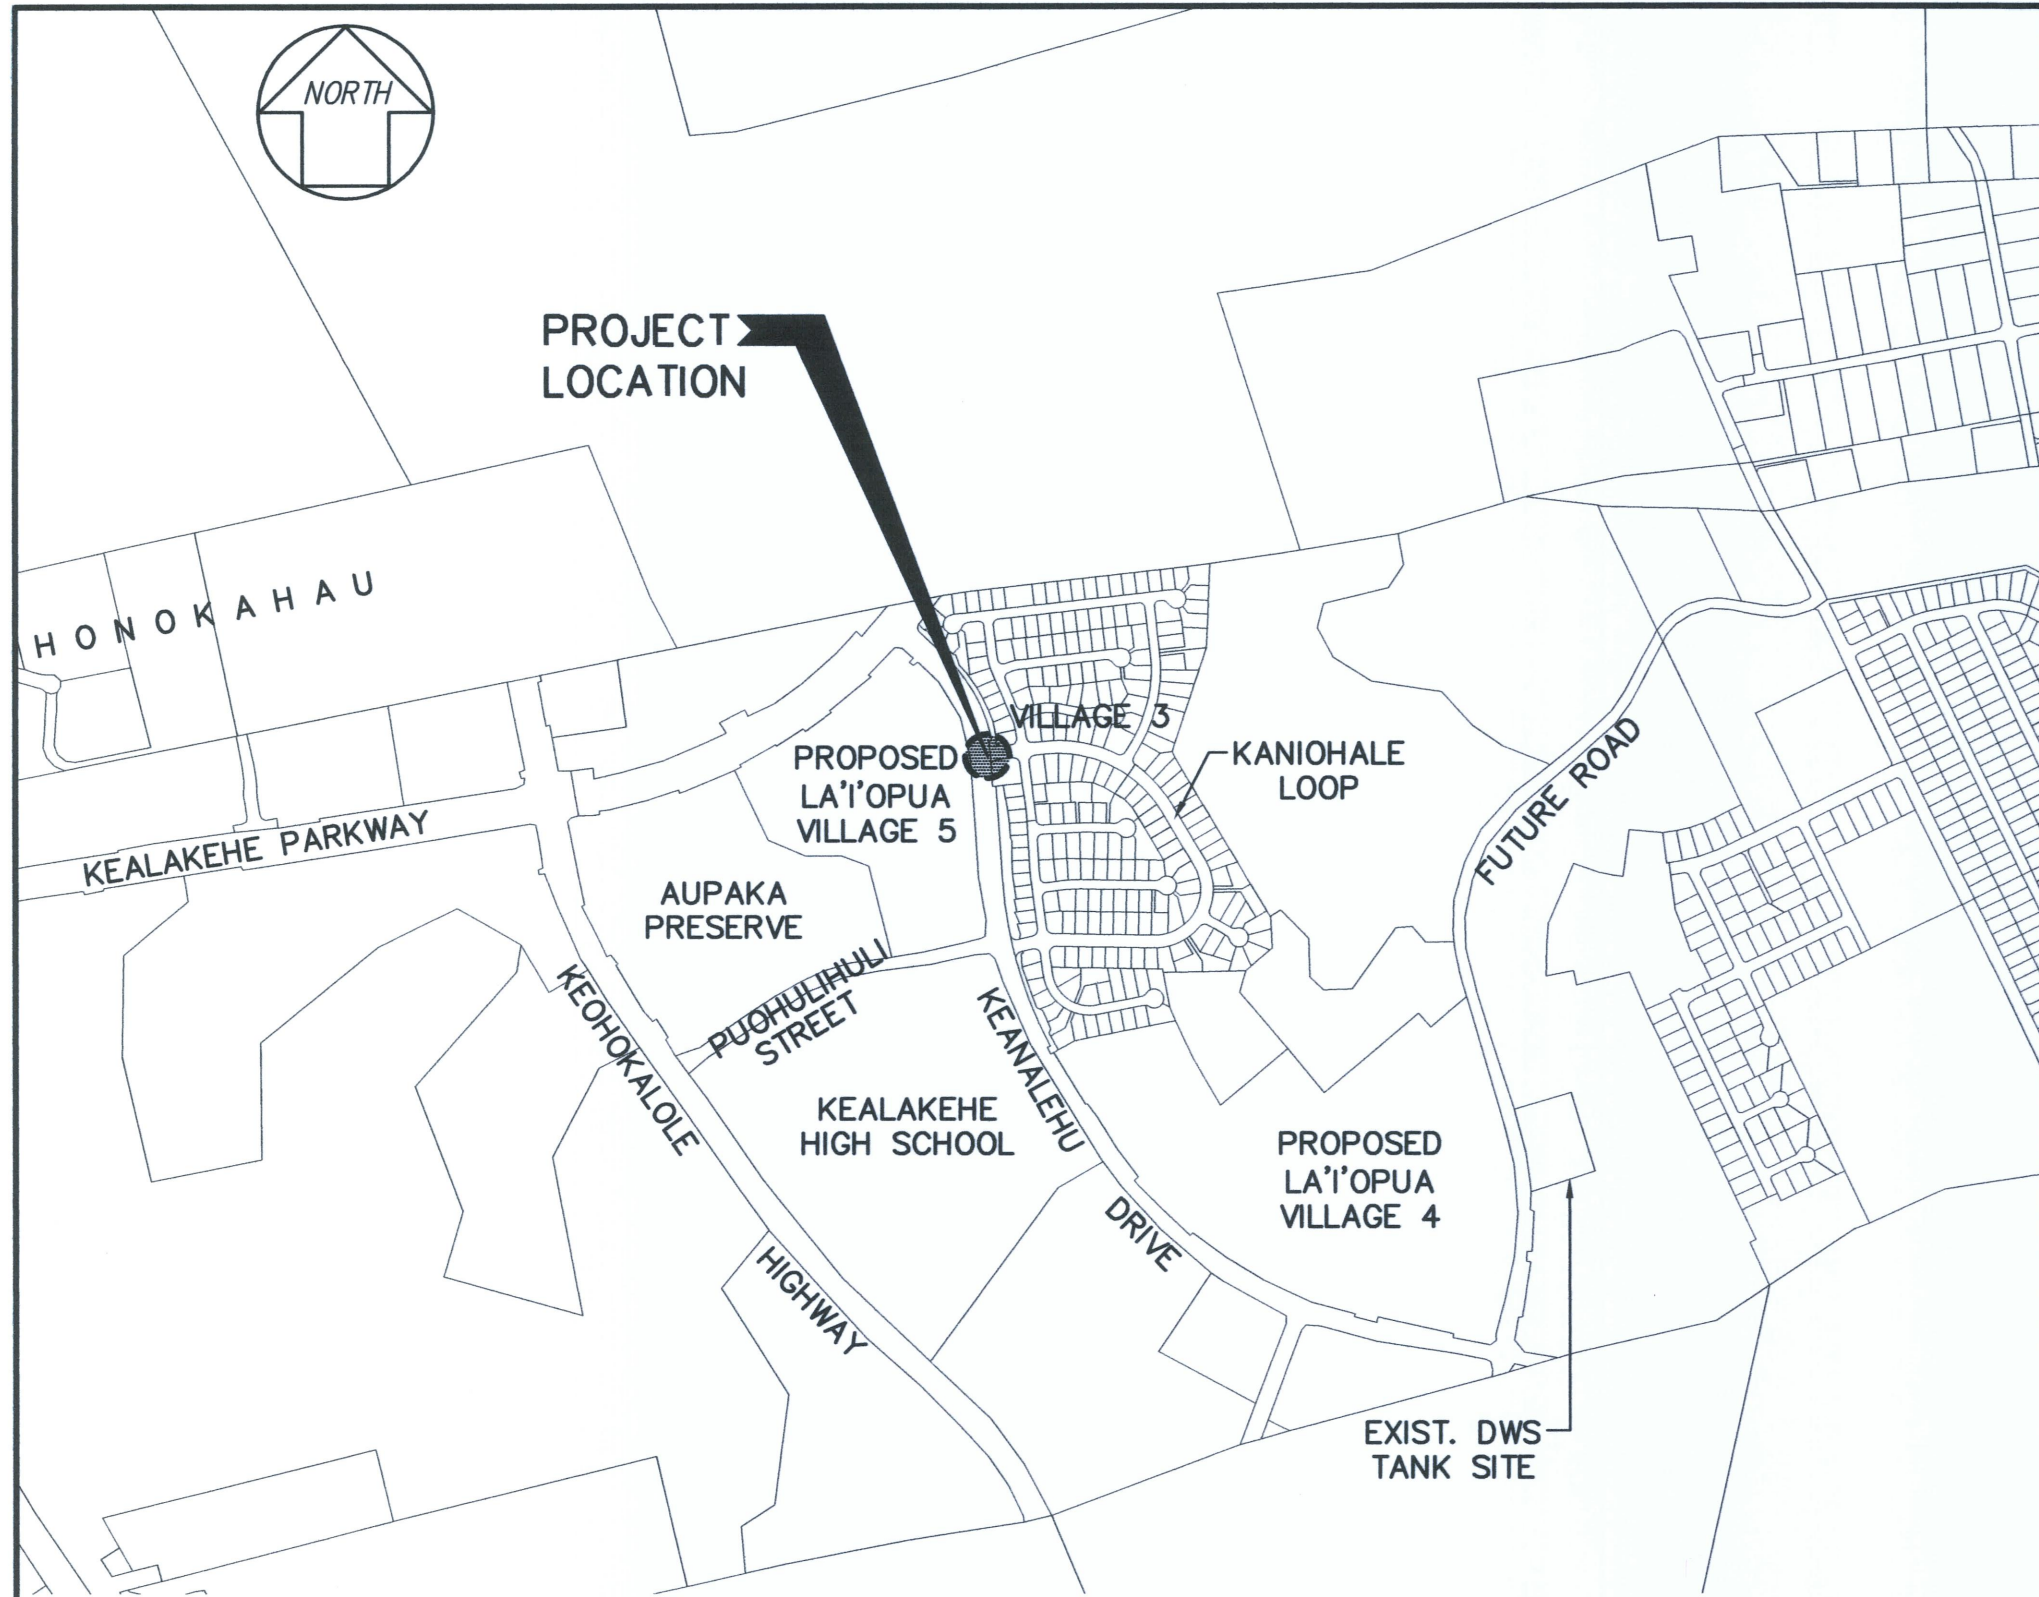 NORTH
PROJECT
LOCATION
HONOKAHAU
VILLAGE 3
PROPOSED
LA'I'OPUA
VILLAGE 5
KANIOHALE
LOOP
FUTURE ROAD
KEALAKEHE PARKWAY
AUPAKA
PRESERVE
PUOHULIHULI
STREET
KEOHOKALOLE
HIGHWAY
KEANALEHU
DRIVE
KEALAKEHE
HIGH SCHOOL
PROPOSED
LA'I'OPUA
VILLAGE 4
EXIST. DWS
TANK SITE